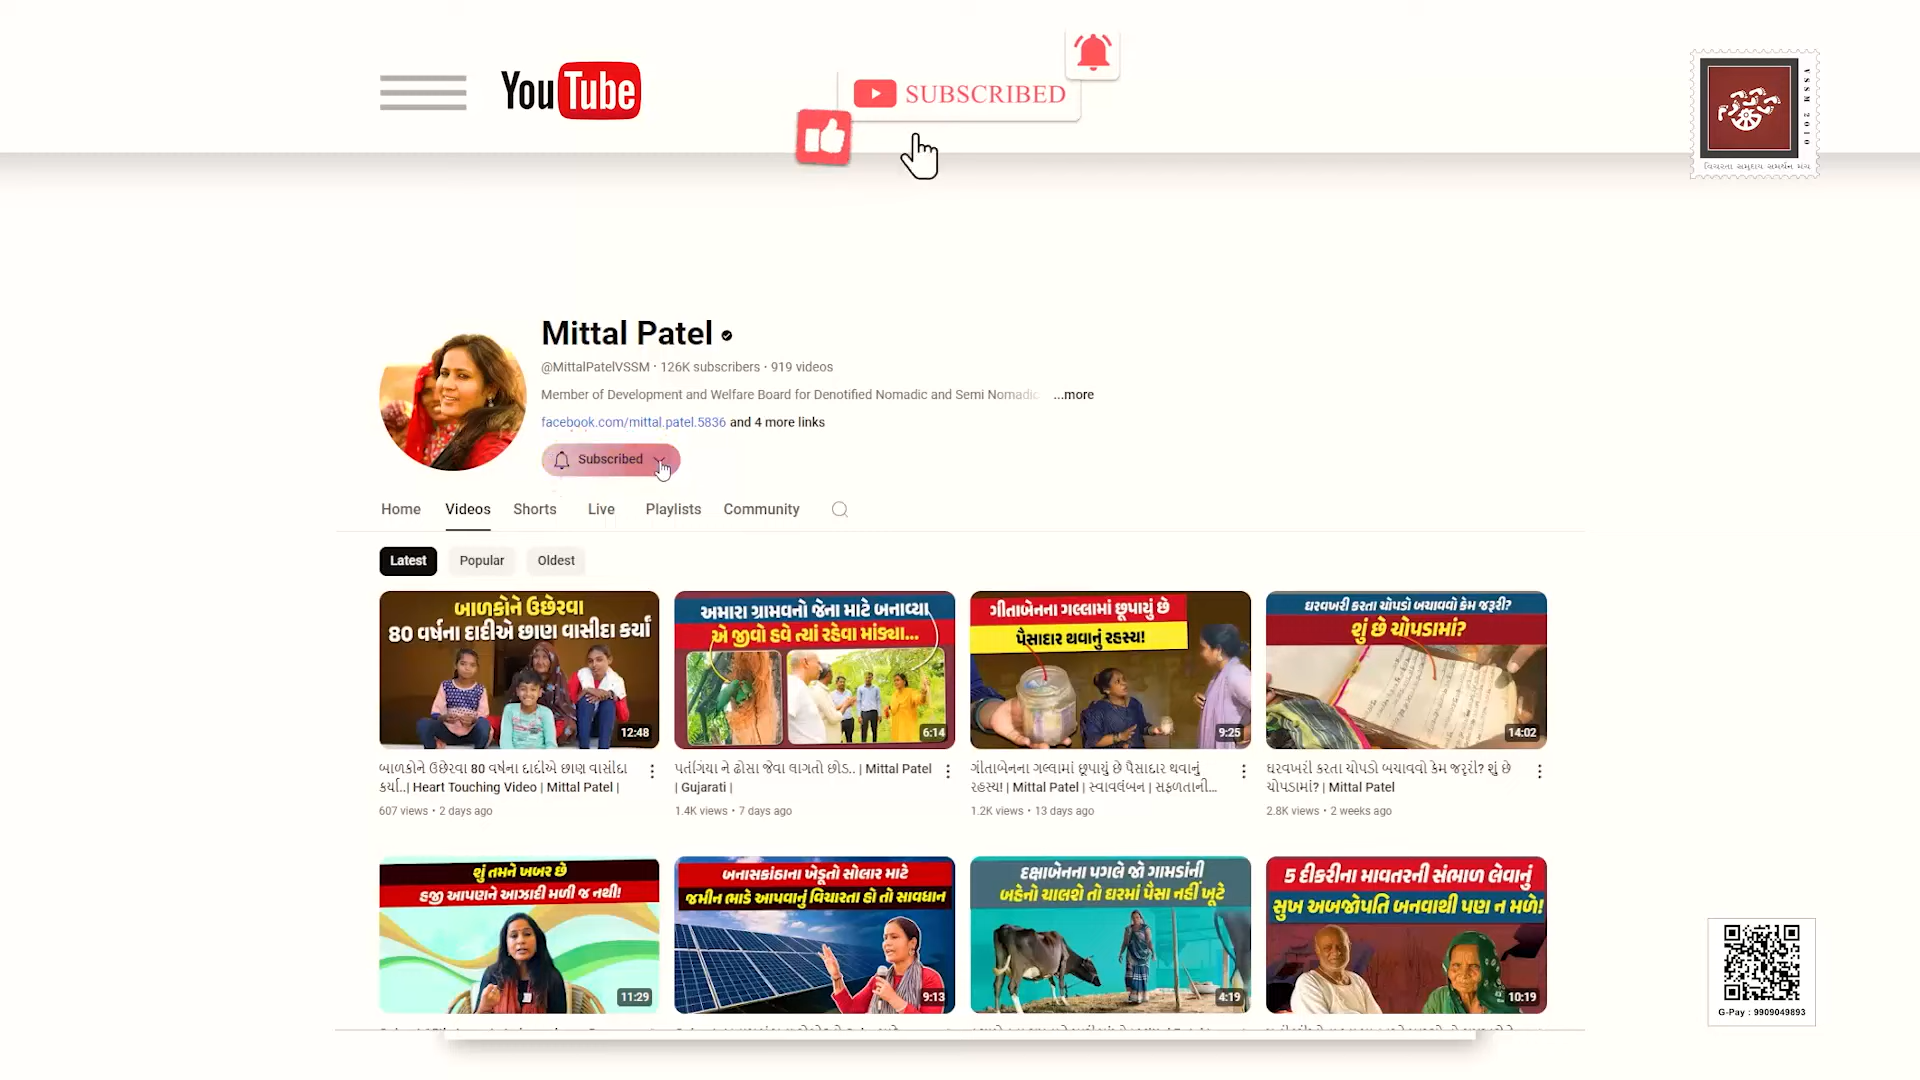 YouTube
SUBSCRIBED
VSSM 2010
વિચરતા સમુદાય સમર્થન મંચ
Mittal Patel
@MittalPatelVSSM · 126K subscribers · 919 videos
Member of Development and Welfare Board for Denotified Nomadic and Semi Nomadic ...more
facebook.com/mittal.patel.5836 and 4 more links
Subscribed
Home Videos Shorts Live Playlists Community
Latest Popular Oldest
બાળકોને ઉછેરવા
80 વર્ષના દાદીએ છાણ વાસીદા કર્યાં
12:48
અમારા ગ્રામવનો જેના માટે બનાવ્યા
એ જીવો હવે ત્યાં રહેવા માંડ્યા...
6:14
ગીતાબેનના ગલ્લામાં છૂપાયું છે
પૈસાદાર થવાનું રહસ્ય!
9:25
ઘરવખરી કરતા ચોપડો બચાવવો કેમ જરૂરી?
શું છે ચોપડામાં?
14:02
બાળકોને ઉછેરવા 80 વર્ષના દાદીએ છાણ વાસીદા
કર્યા..| Heart Touching Video | Mittal Patel |
607 views • 2 days ago
પતંગિયા ને ઢોસા જેવા લાગતો છોડ.. | Mittal Patel
| Gujarati |
1.4K views • 7 days ago
ગીતાબેનના ગલ્લામાં છૂપાયું છે પૈસાદાર થવાનું
રહસ્ય! | Mittal Patel | સ્વાવલંબન | સફળતાની...
1.2K views • 13 days ago
ઘરવખરી કરતા ચોપડો બચાવવો કેમ જરૂરી? શું છે
ચોપડામાં? | Mittal Patel
2.8K views • 2 weeks ago
શું તમને ખબર છે
હજી આપણને આઝાદી મળી જ નથી!
11:29
બનાસકાંઠાના ખેડૂતો સોલાર માટે
જમીન ભાડે આપવાનું વિચારતા હો તો સાવધાન
9:13
દક્ષાબેનના પગલે જો ગામડાંની
બહેનો ચાલશે તો ઘરમાં પૈસા નહીં ખૂટે
4:19
5 દીકરીના માવતરની સંભાળ લેવાનું
સુખ અબજોપતિ બનવાથી પણ ન મળે!
10:19
G-Pay : 9909049893